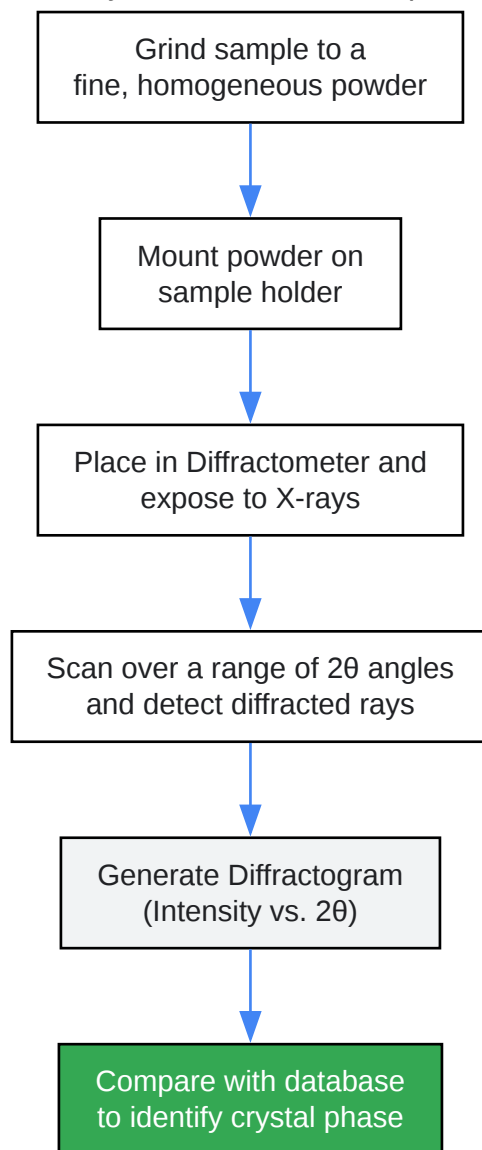 Grind sample to a
fine, homogeneous powder
Mount powder on
sample holder
Place in Diffractometer and
expose to X-rays
Scan over a range of 2θ angles
and detect diffracted rays
Generate Diffractogram
(Intensity vs. 2θ)
Compare with database
to identify crystal phase